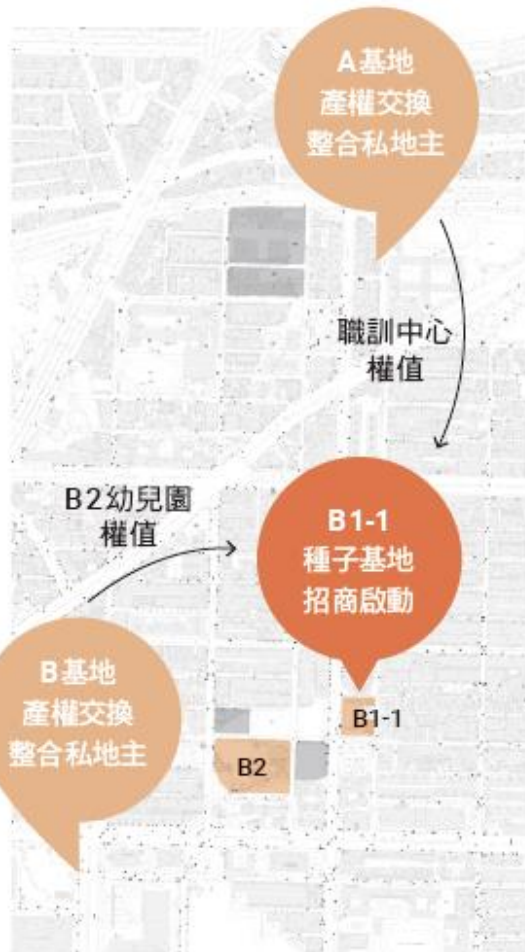 A基地
產權交換
整合私地主
職訓中心
權值
B2幼兒園
權值
B1-1
種子基地
招商啟動
B基地
產權交換
整合私地主
B1-1
B2